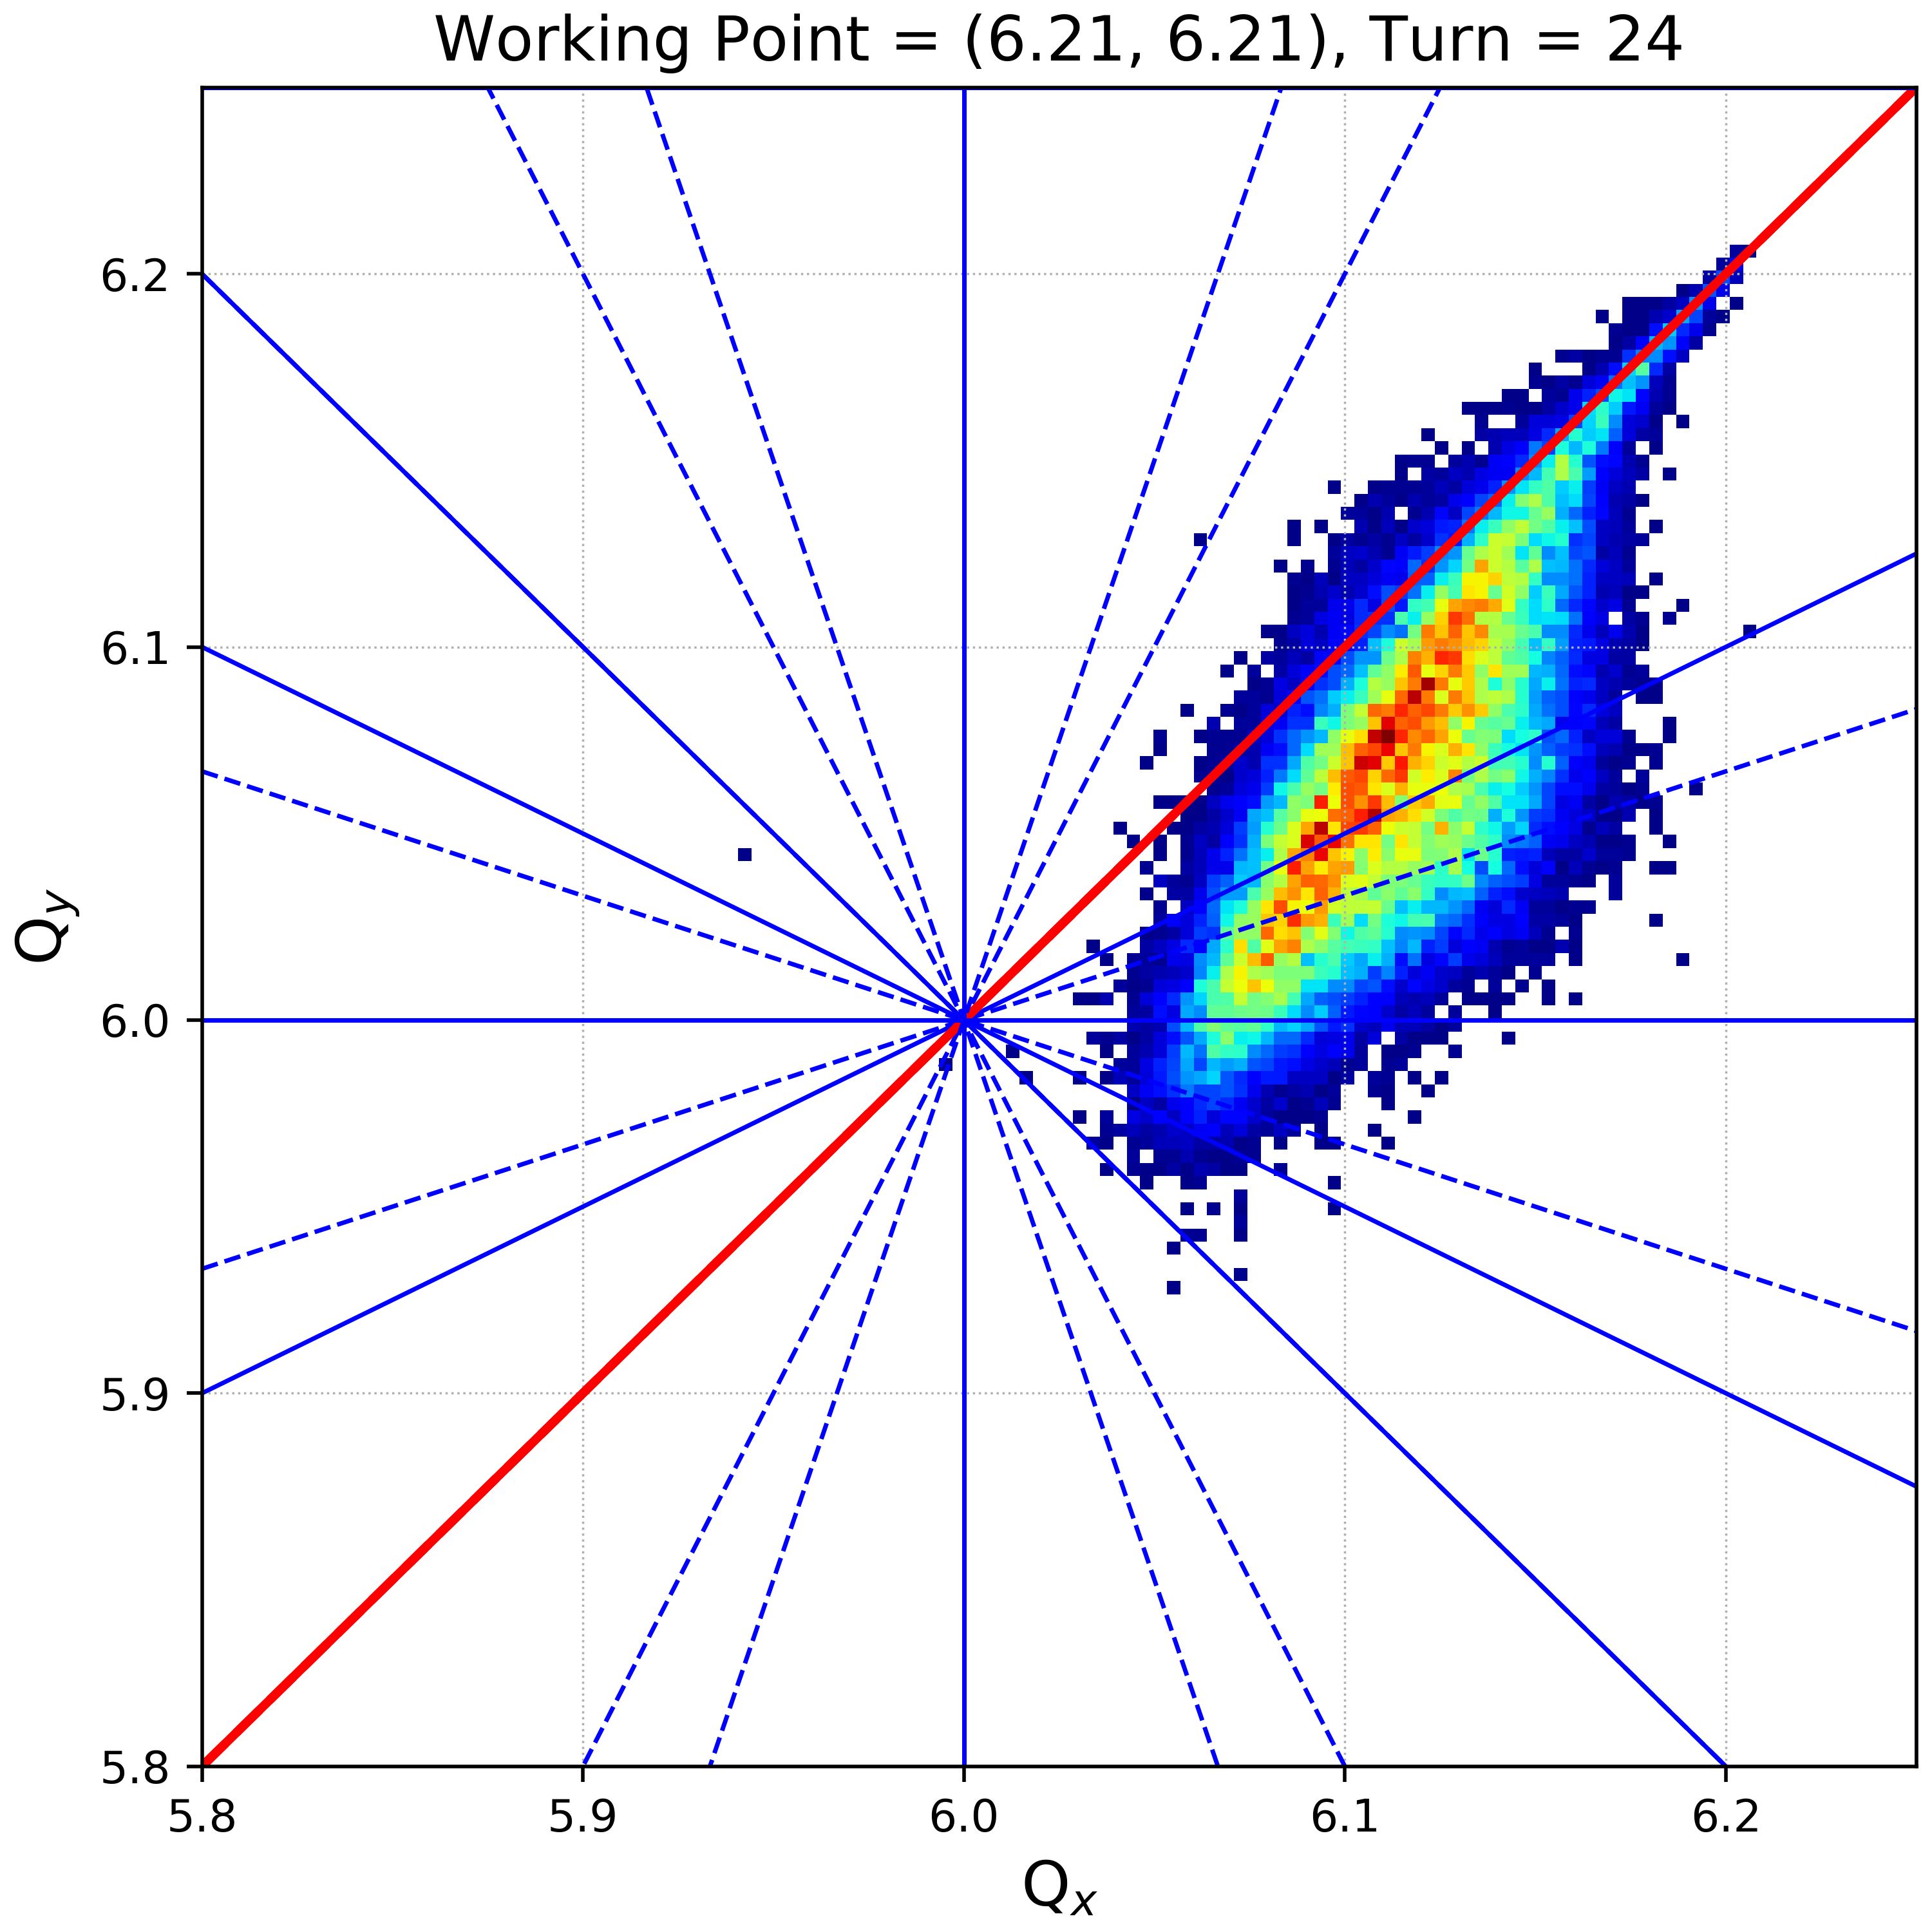 Working Point = (6.21, 6.21), Turn = 24
6.2
6.1
6.0
5.9
5.8
Qy
5.8 5.9 6.0 6.1 6.2
Qx